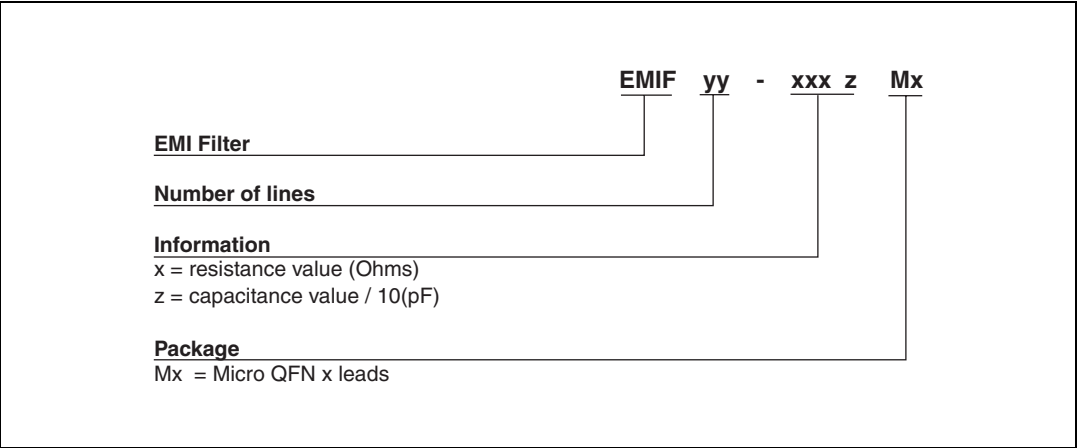 EMIF yy - xxx z Mx
EMI Filter
Number of lines
Information
x = resistance value (Ohms)
z = capacitance value / 10(pF)
Package
Mx = Micro QFN x leads